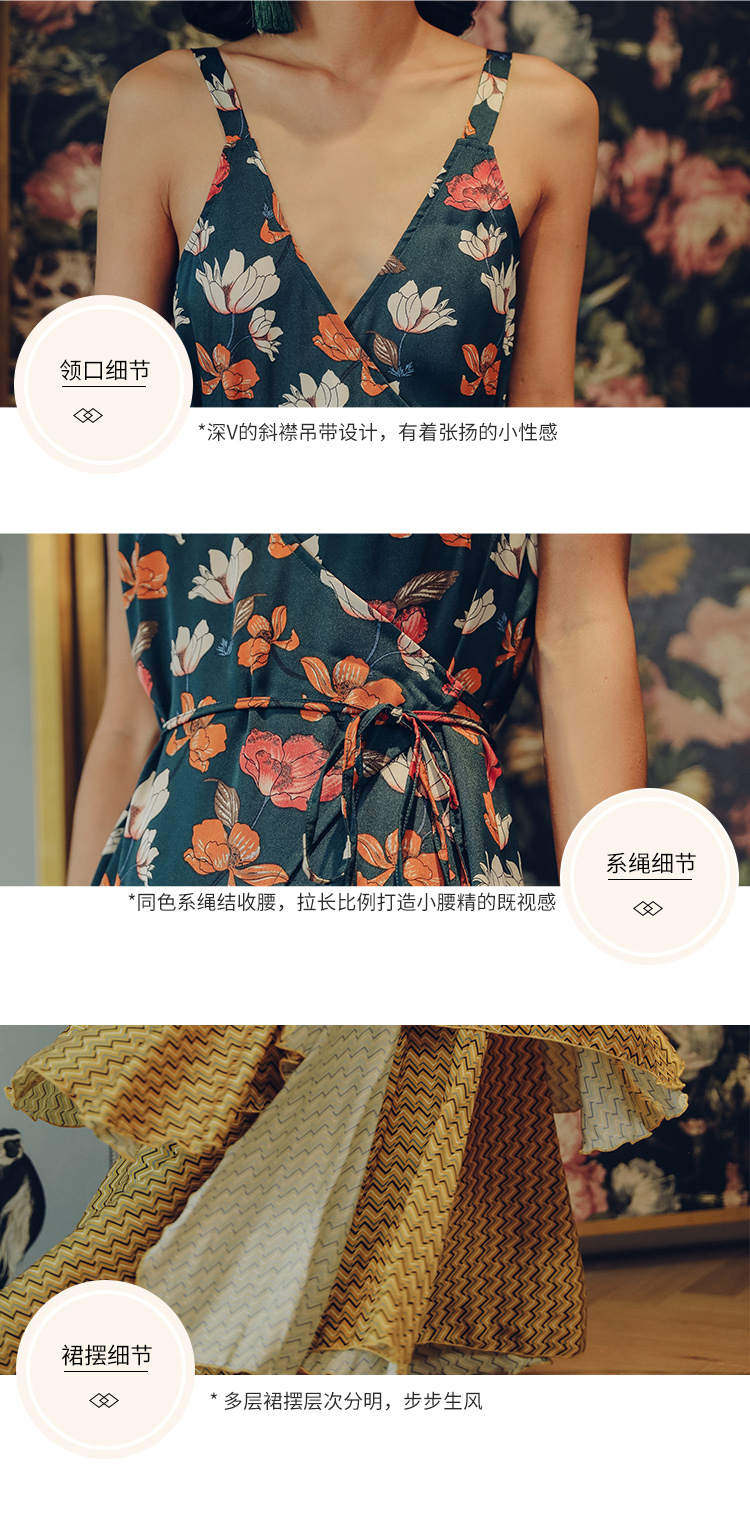 领口细节
*深V的斜襟吊带设计，有着张扬的小性感
系绳细节
*同色系绳结收腰，拉长比例打造小腰精的既视感
裙摆细节
* 多层裙摆层次分明，步步生风